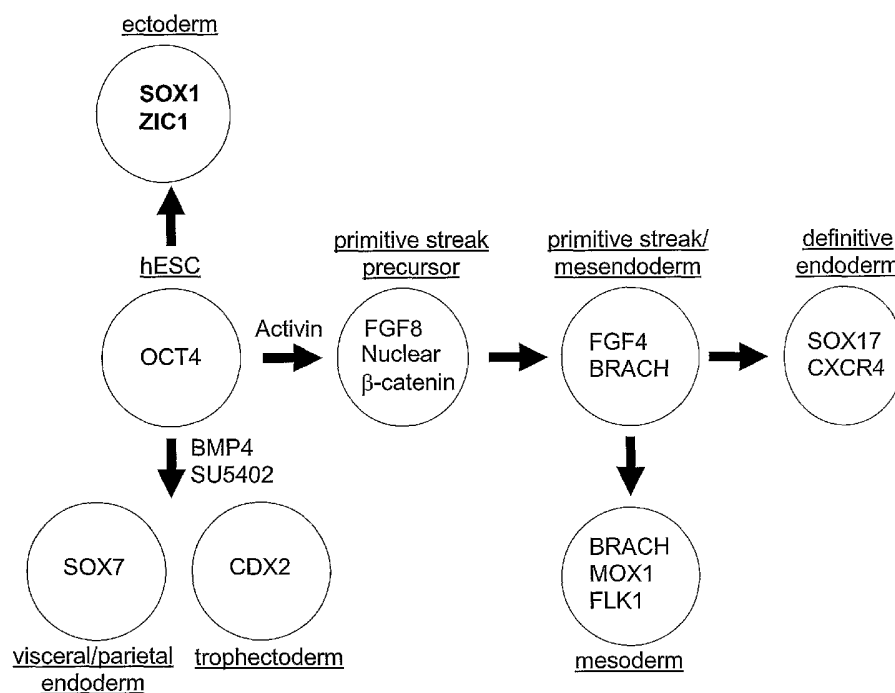 ectoderm
SOX1
ZIC1
hESC
OCT4
Activin
primitive streak
precursor
FGF8
Nuclear
β-catenin
primitive streak/
mesendoderm
FGF4
BRACH
definitive
endoderm
SOX17
CXCR4
BMP4
SU5402
SOX7
visceral/parietal
endoderm
CDX2
trophectoderm
BRACH
MOX1
FLK1
mesoderm